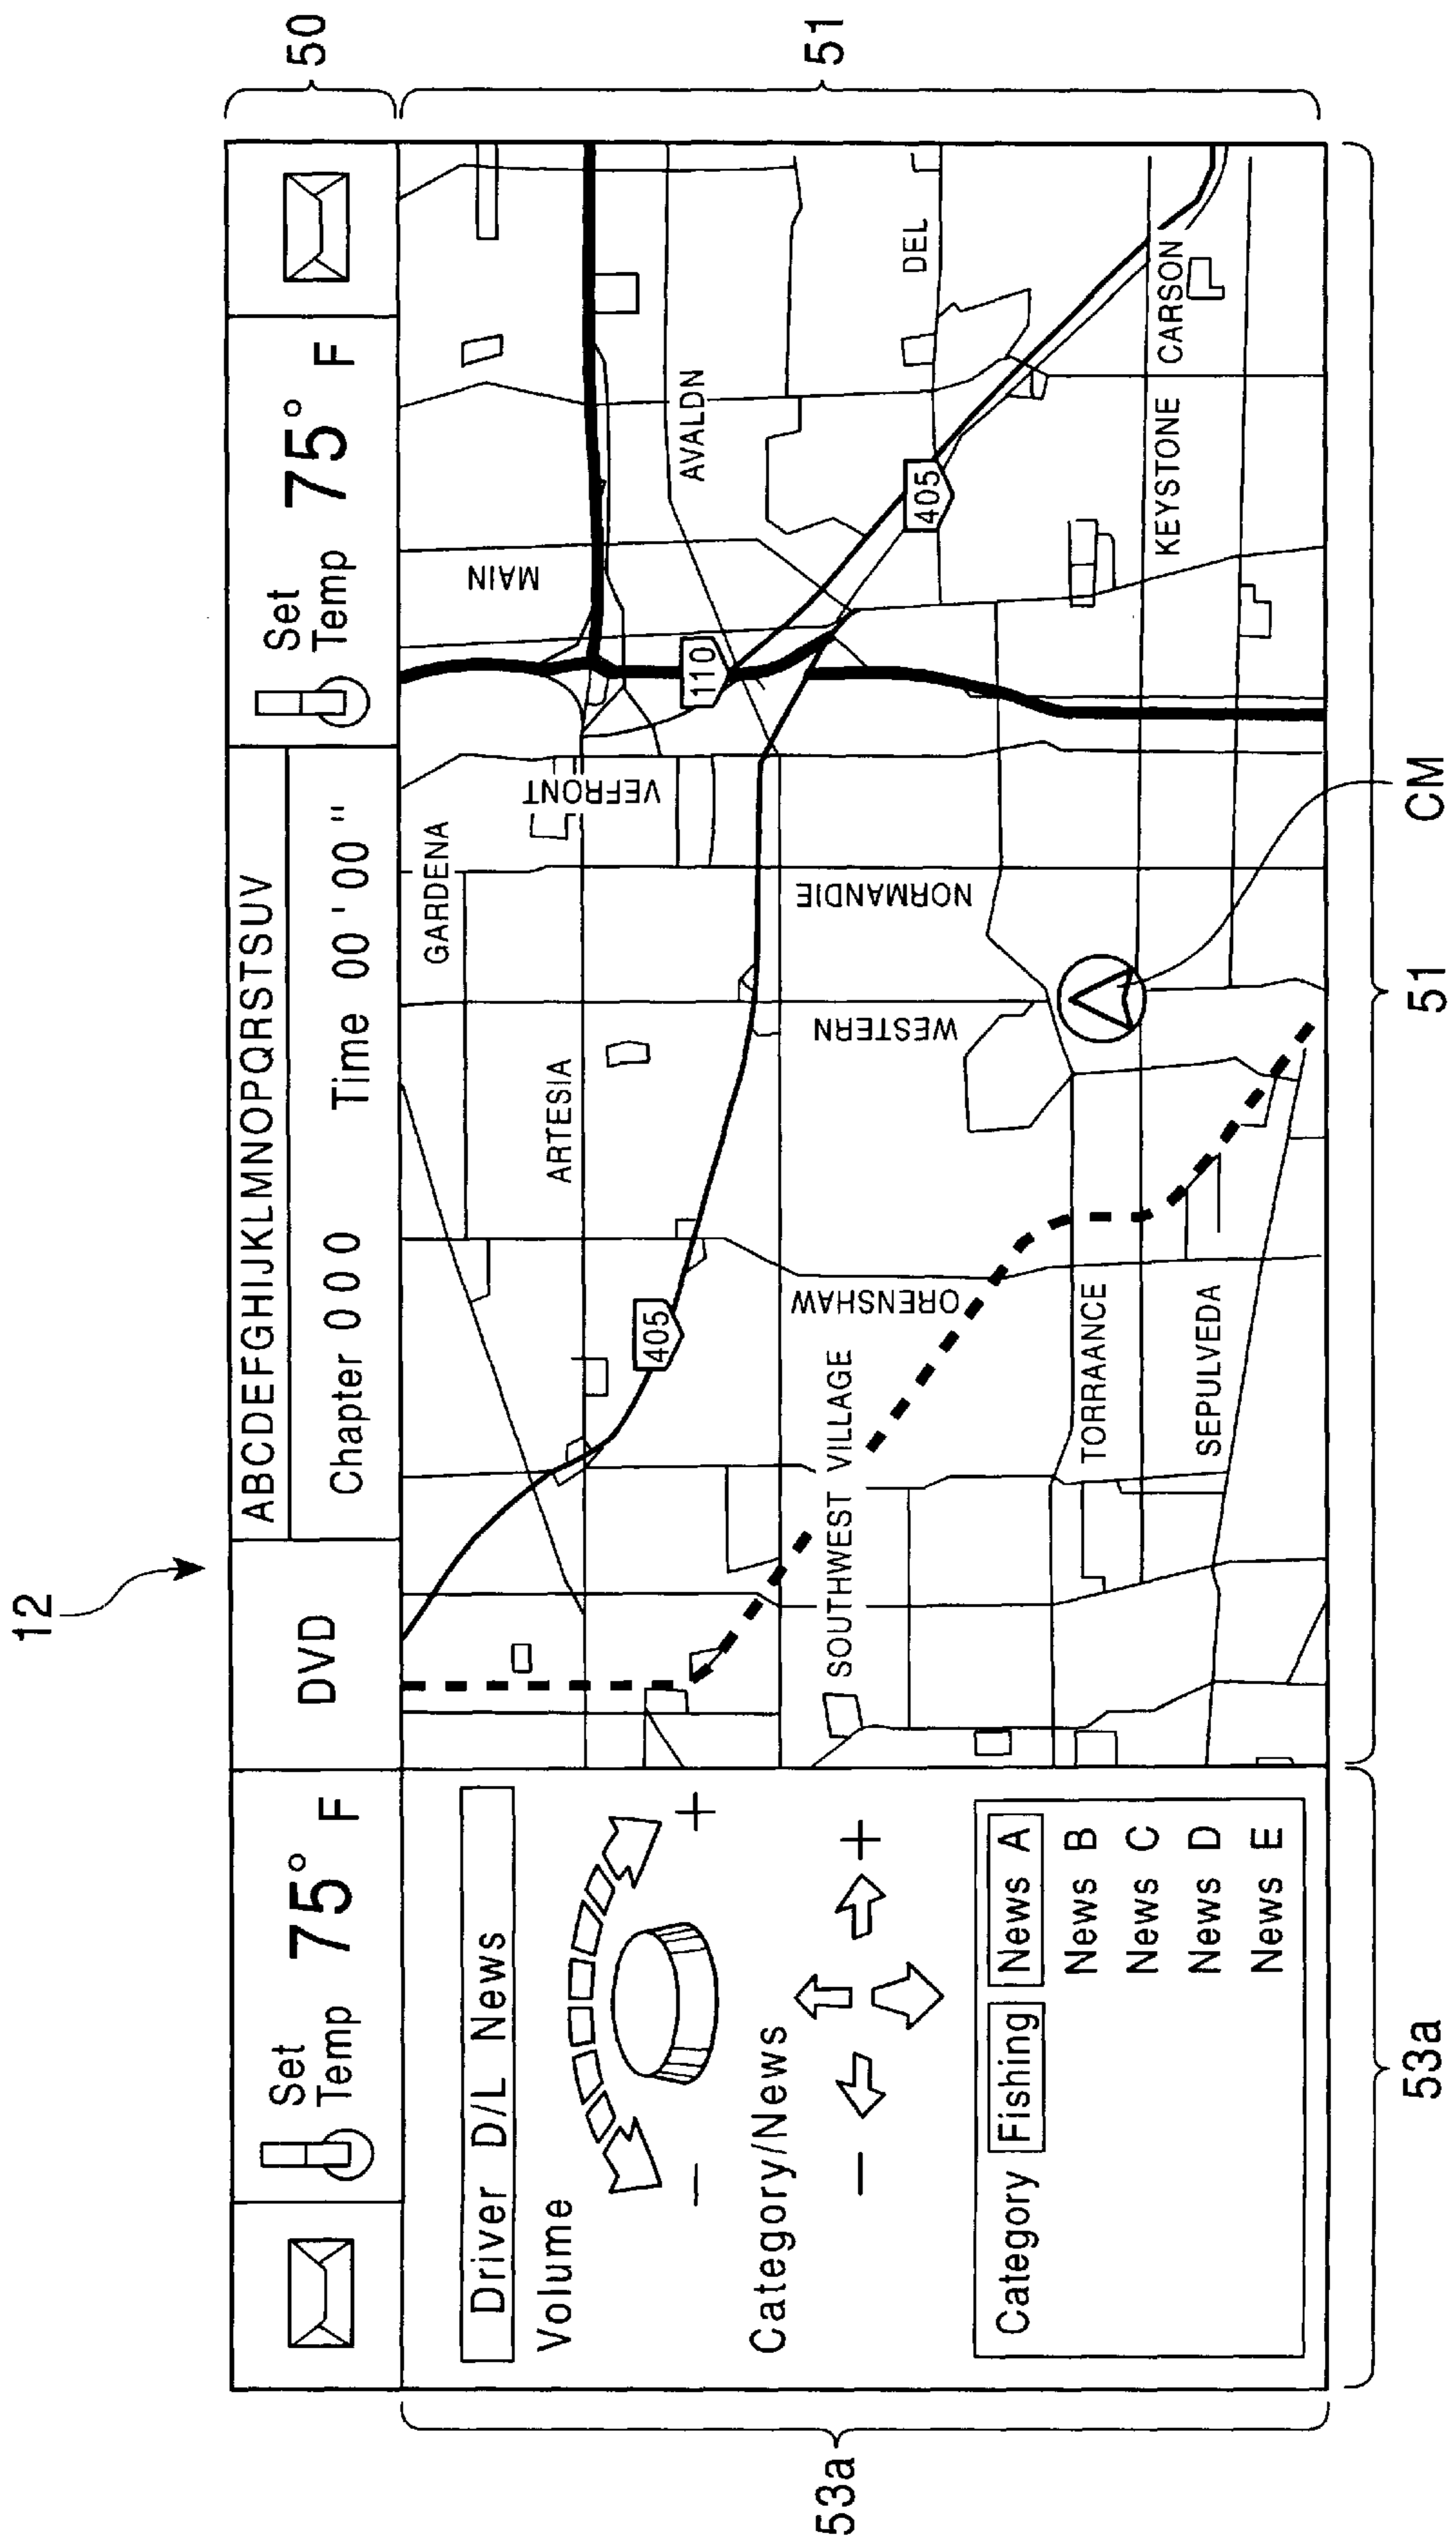 12
50
Set
Temp 75° F
DVD
ABCDEFGHIJKLMNOPQRSTSUV
Chapter 0 0 0 Time 00 ' 00 "
Set
Temp 75° F
53a
Driver D/L News
Volume
- +
Category/News
- +
Category Fishing News A
News B
News C
News D
News E
53a
51
GARDENA
MAIN
VEFRONT
ARTESIA
AVALDN
405
110
ORENSHAW
WESTERN
NORMANDIE
SOUTHWEST VILLAGE
DEL
405
TORRAANCE
KEYSTONE
CARSON
SEPULVEDA
51
CM